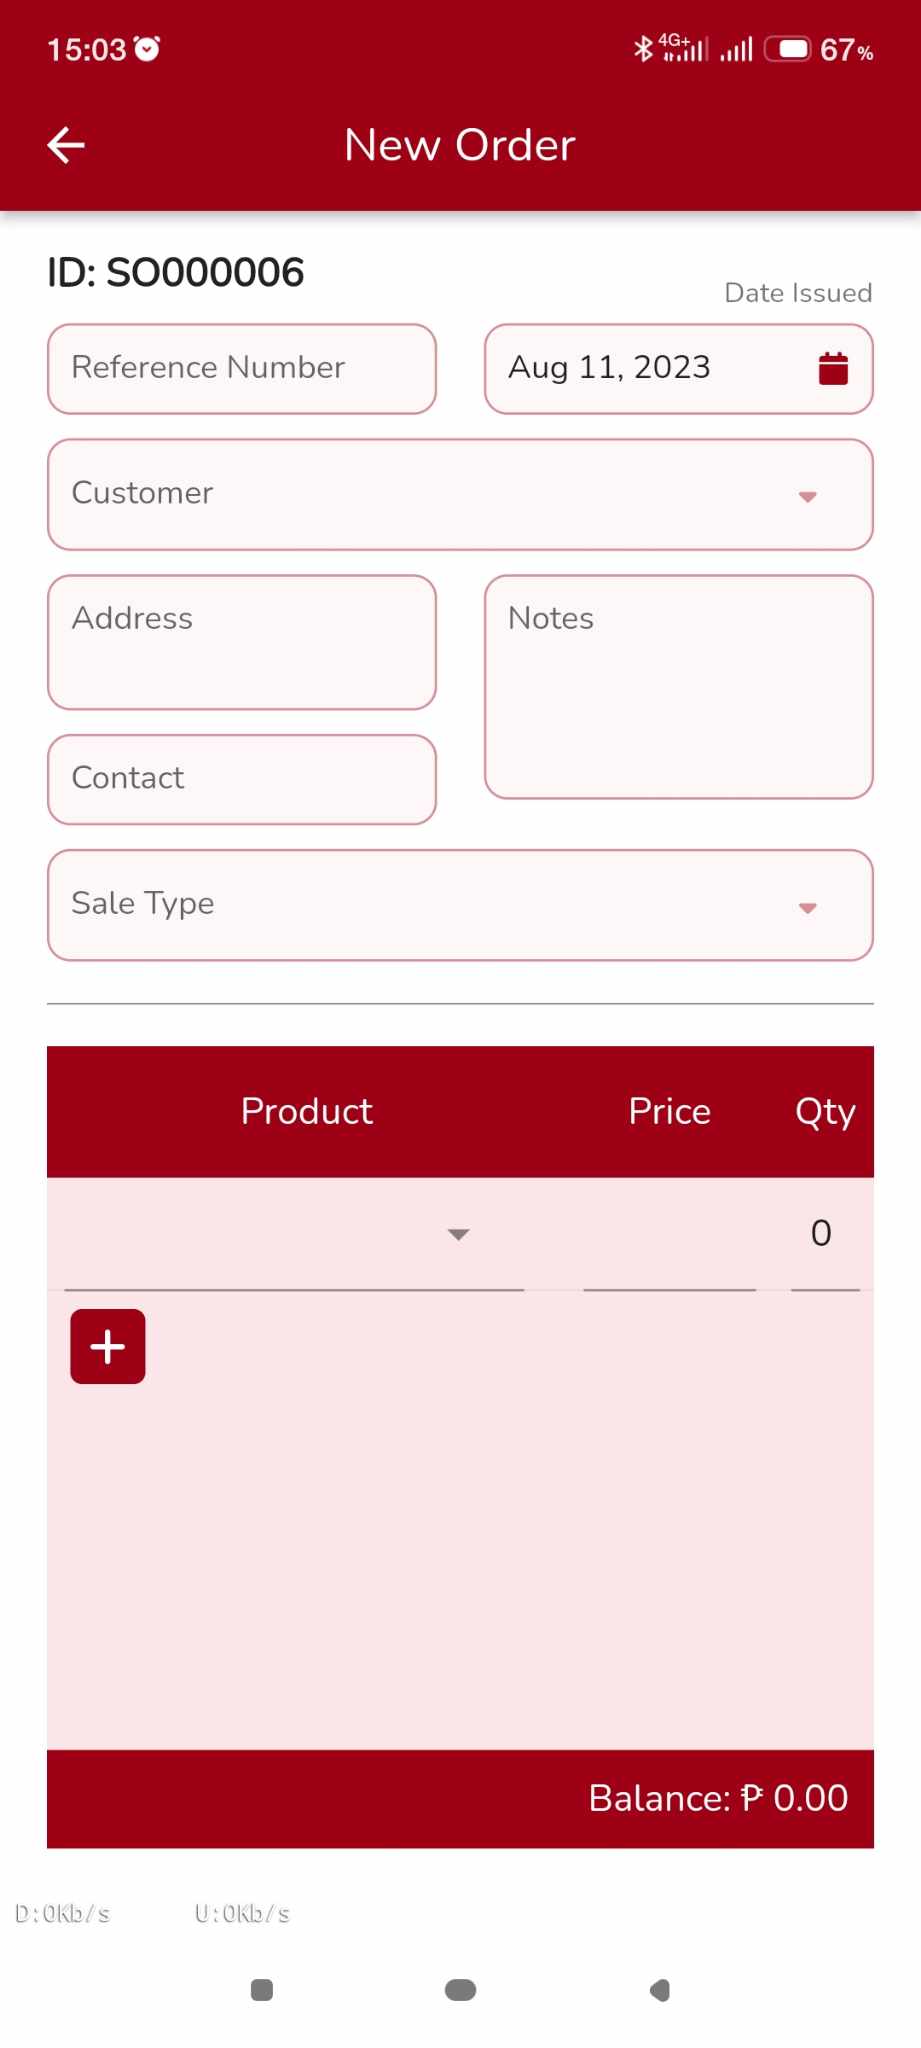 15:03 4G+ 67%
New Order
ID: SO000006
Date Issued
Reference Number
Aug 11, 2023
Customer
Address
Notes
Contact
Sale Type
Product Price Qty
0
Balance: ₱ 0.00
D:0Kb/s U:0Kb/s